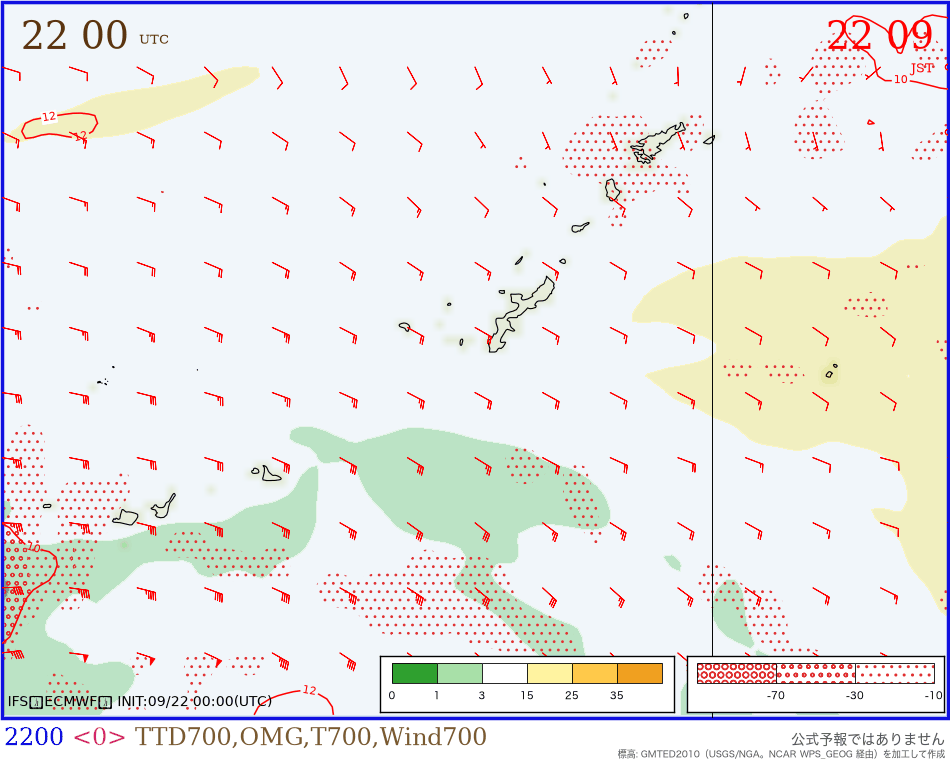 22 00 UTC
22 09
JST
10
12
12
10
12
0 1 3 15 25 35
-70 -30 -10
IFS ECMWF INIT:09/22 00:00(UTC)
2200 <0> TTD700,OMG,T700,Wind700
公式予報ではありません
標高: GMTED2010（USGS/NGA。NCAR WPS_GEOG 経由）を加工して作成